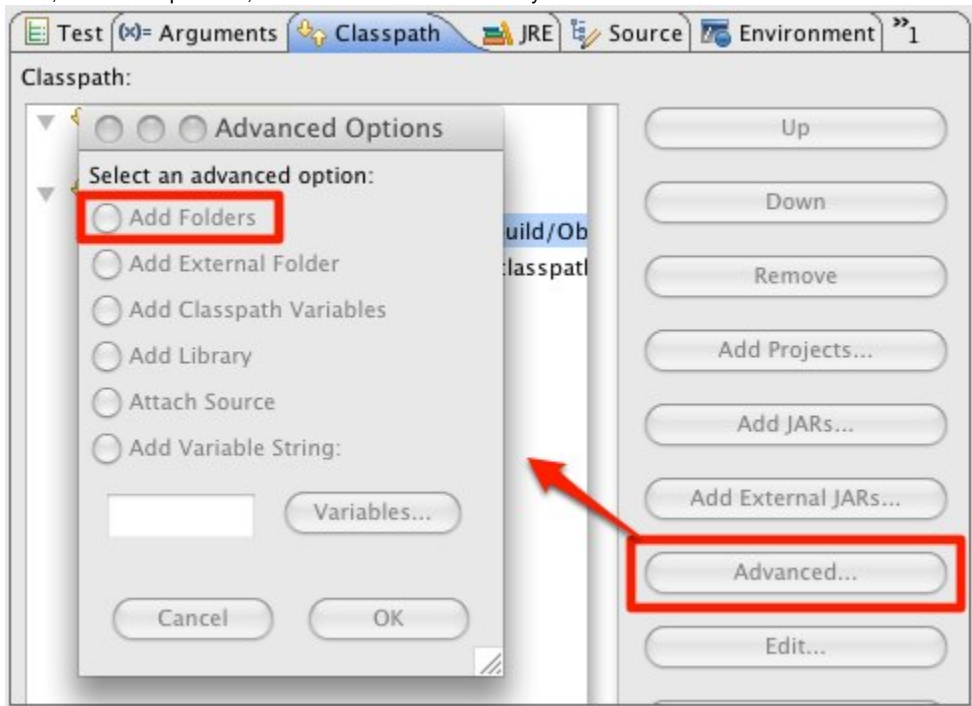 Test (x)= Arguments Classpath JRE Source Environment »1
Classpath:
Advanced Options
Select an advanced option:
Add Folders
Add External Folder
Add Classpath Variables
Add Library
Attach Source
Add Variable String:
Variables...
Cancel OK
uild/Ob
Up
Down
Remove
Add Projects...
Add JARs...
Add External JARs...
Advanced...
Edit...